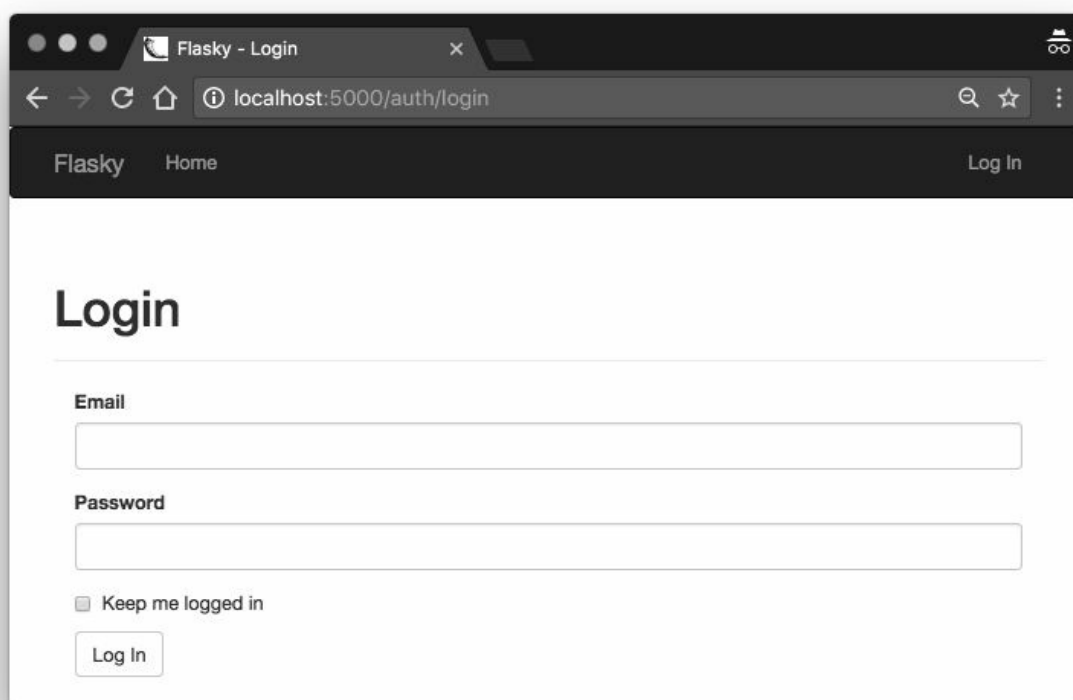 Flasky - Login
localhost:5000/auth/login
Flasky Home Log In
Login
Email
Password
Keep me logged in
Log In